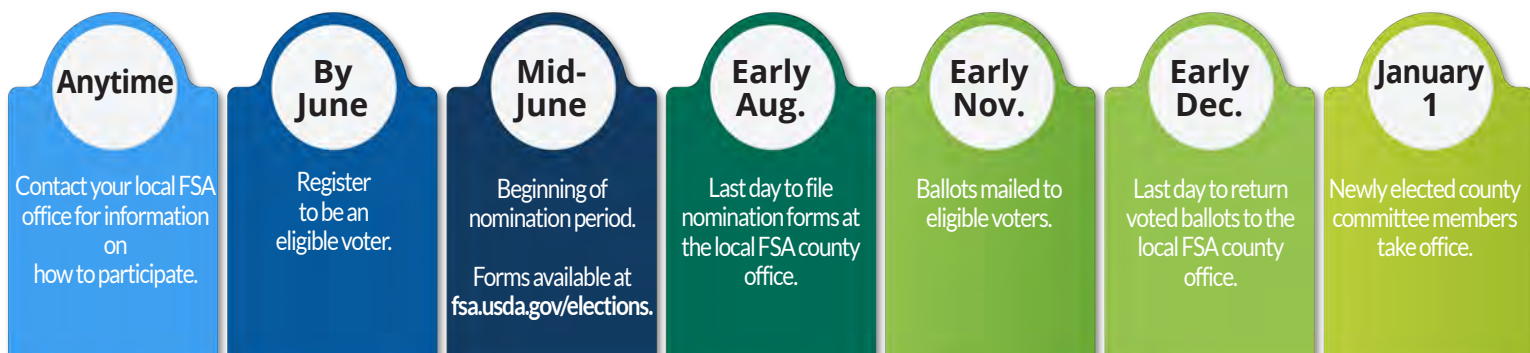 Anytime
Contact your local FSA
office for information
on
how to participate.
By
June
Register
to be an
eligible voter.
Mid-
June
Beginning of
nomination period.
Forms available at
fsa.usda.gov/elections.
Early
Aug.
Last day to file
nomination forms at
the local FSA county
office.
Early
Nov.
Ballots mailed to
eligible voters.
Early
Dec.
Last day to return
voted ballots to the
local FSA county
office.
January
1
Newly elected county
committee members
take office.